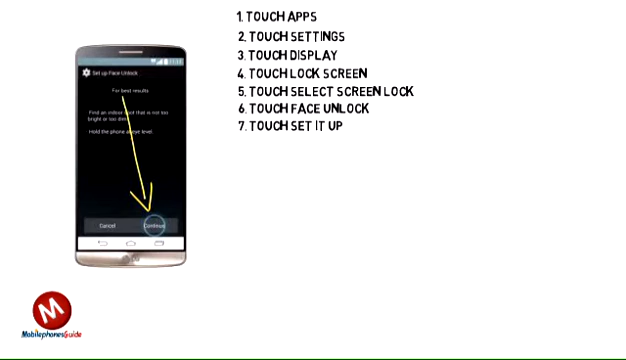 1. TOUCH APPS
2. TOUCH SETTINGS
3. TOUCH DISPLAY
4. TOUCH LOCK SCREEN
5. TOUCH SELECT SCREEN LOCK
6. TOUCH FACE UNLOCK
7. TOUCH SET IT UP
Set up Face Unlock
For best results
Find an indoor spot that is not too
bright or too dim.
Hold the phone at eye level.
Cancel Continue
LG
M
MobilephonesGuide